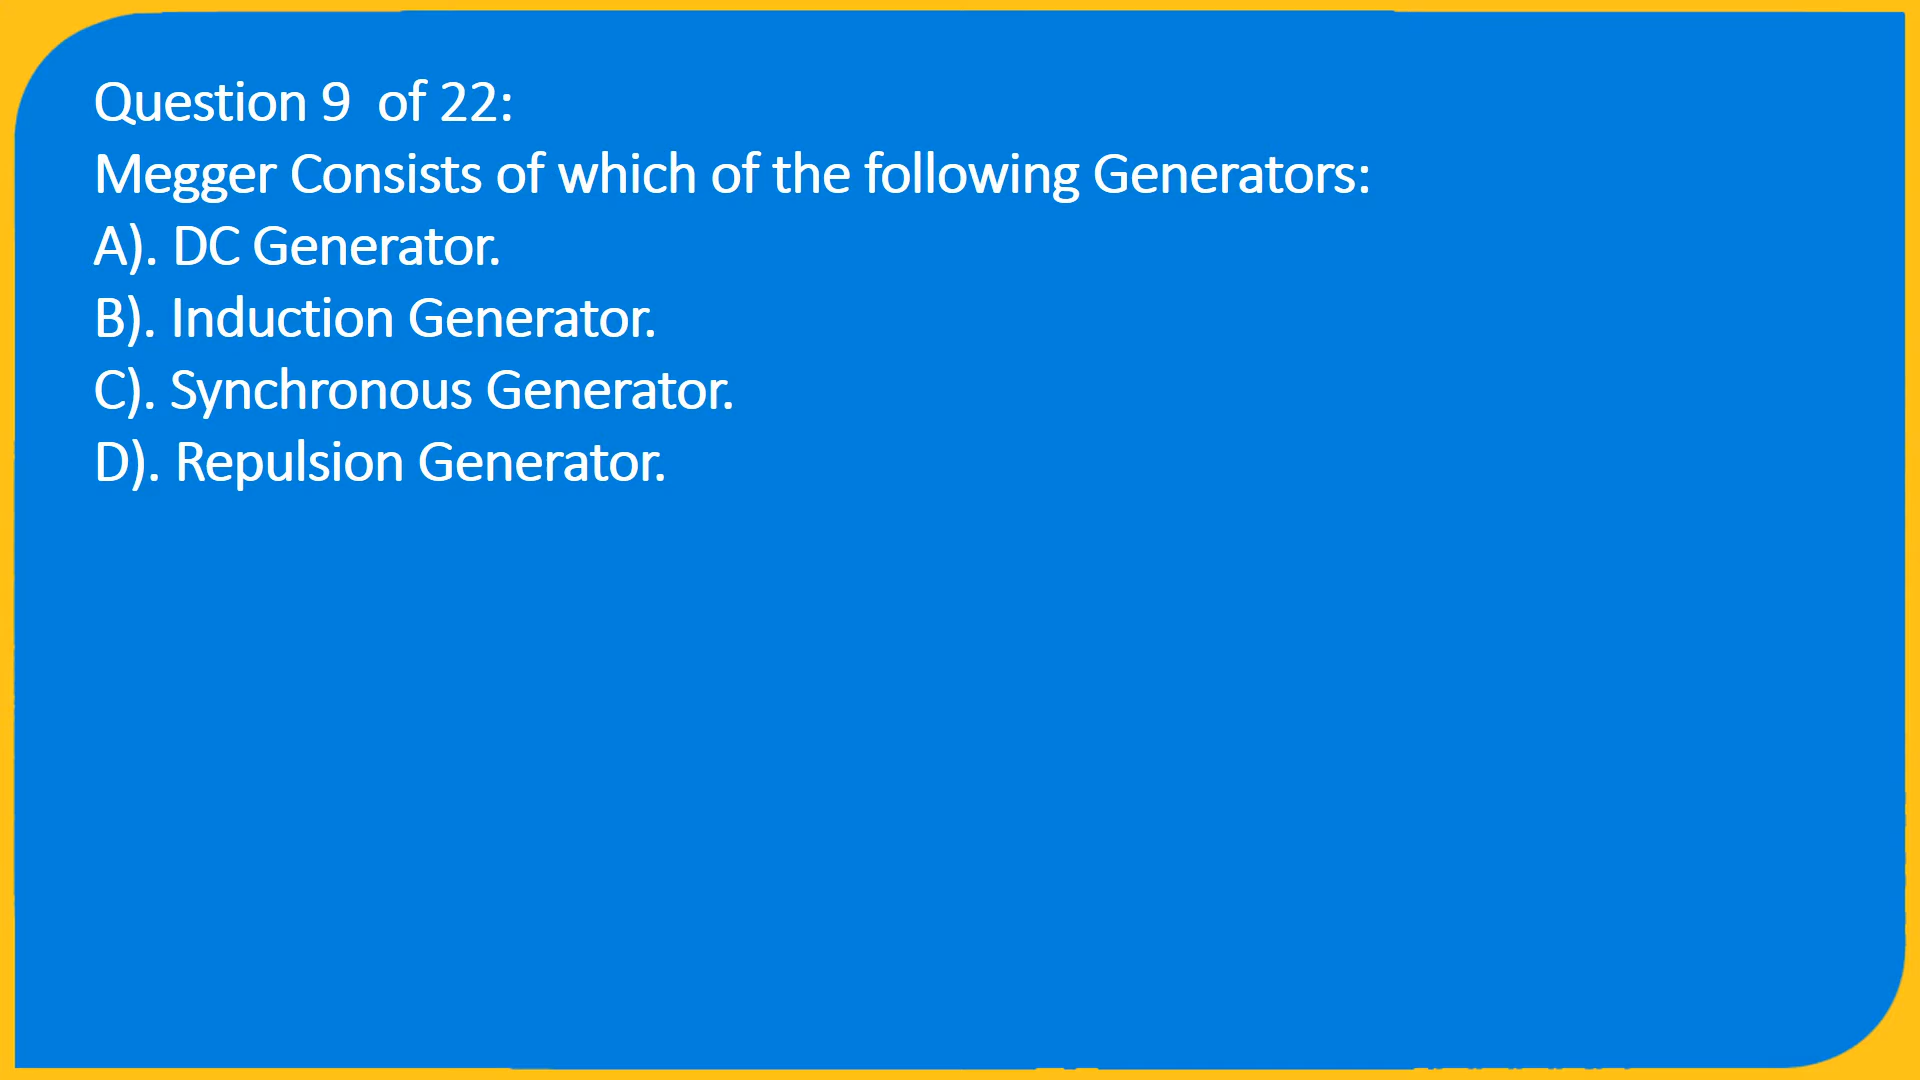 Question 9  of 22:
Megger Consists of which of the following Generators:
A). DC Generator.
B). Induction Generator.
C). Synchronous Generator.
D). Repulsion Generator.